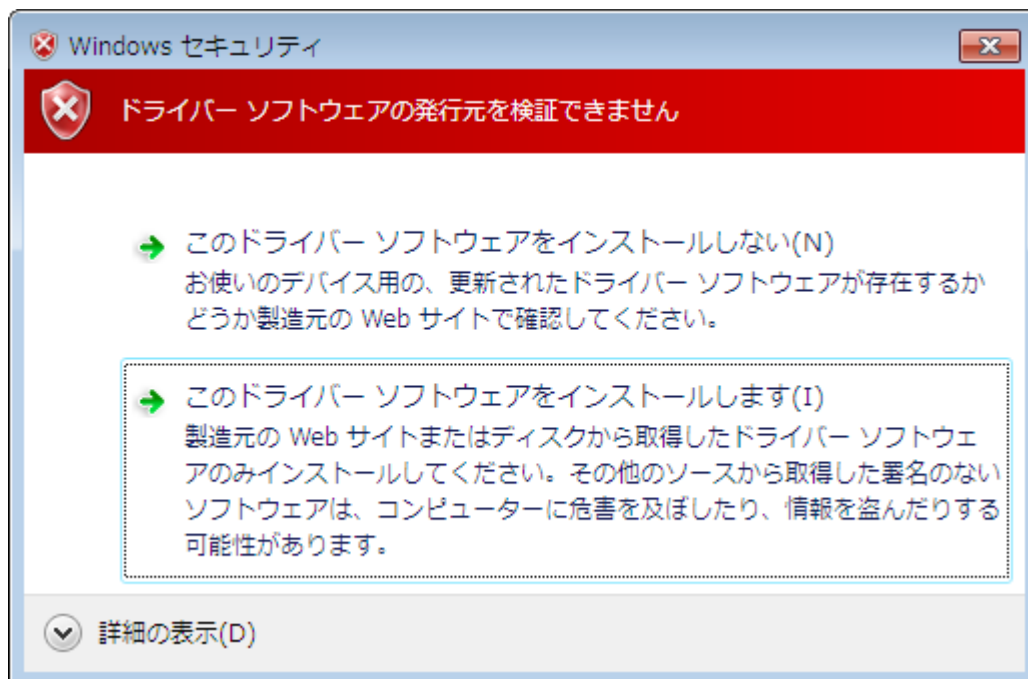 Windows セキュリティ
ドライバー ソフトウェアの発行元を検証できません
このドライバー ソフトウェアをインストールしない(N)
お使いのデバイス用の、更新されたドライバー ソフトウェアが存在するか
どうか製造元の Web サイトで確認してください。
このドライバー ソフトウェアをインストールします(I)
製造元の Web サイトまたはディスクから取得したドライバー ソフトウェ
アのみインストールしてください。その他のソースから取得した署名のない
ソフトウェアは、コンピューターに危害を及ぼしたり、情報を盗んだりする
可能性があります。
詳細の表示(D)